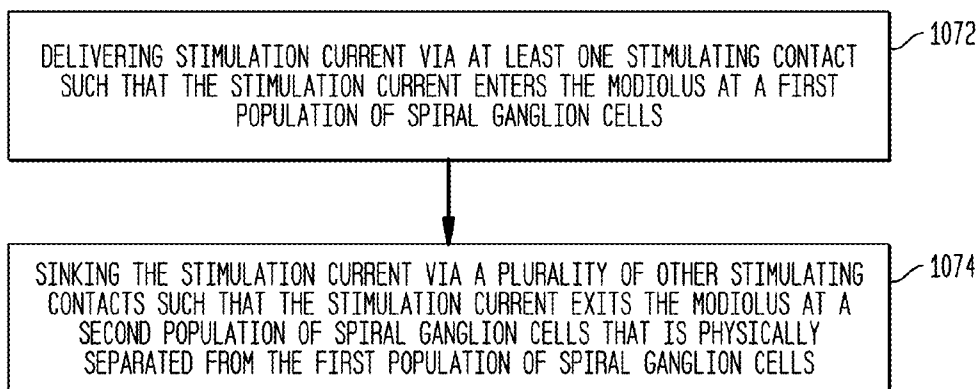 DELIVERING STIMULATION CURRENT VIA AT LEAST ONE STIMULATING CONTACT
SUCH THAT THE STIMULATION CURRENT ENTERS THE MODIOLUS AT A FIRST
POPULATION OF SPIRAL GANGLION CELLS
1072
SINKING THE STIMULATION CURRENT VIA A PLURALITY OF OTHER STIMULATING
CONTACTS SUCH THAT THE STIMULATION CURRENT EXITS THE MODIOLUS AT A
SECOND POPULATION OF SPIRAL GANGLION CELLS THAT IS PHYSICALLY
SEPARATED FROM THE FIRST POPULATION OF SPIRAL GANGLION CELLS
1074